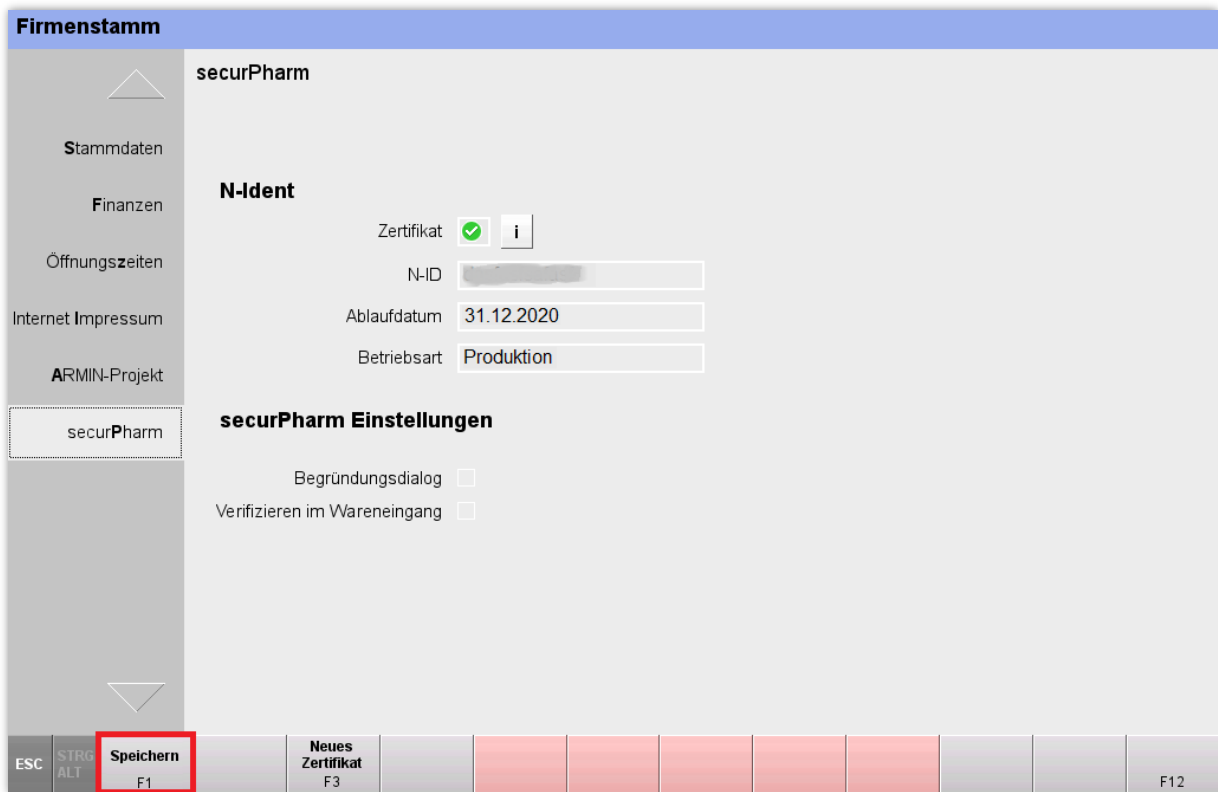 Firmenstamm
securPharm
Stammdaten
Finanzen
Öffnungszeiten
Internet Impressum
ARMIN-Projekt
securPharm
N-Ident
Zertifikat i
N-ID
Ablaufdatum 31.12.2020
Betriebsart Produktion
securPharm Einstellungen
Begründungsdialog
Verifizieren im Wareneingang
ESC
STRG
ALT
Speichern
F1
Neues
Zertifikat
F3
F12